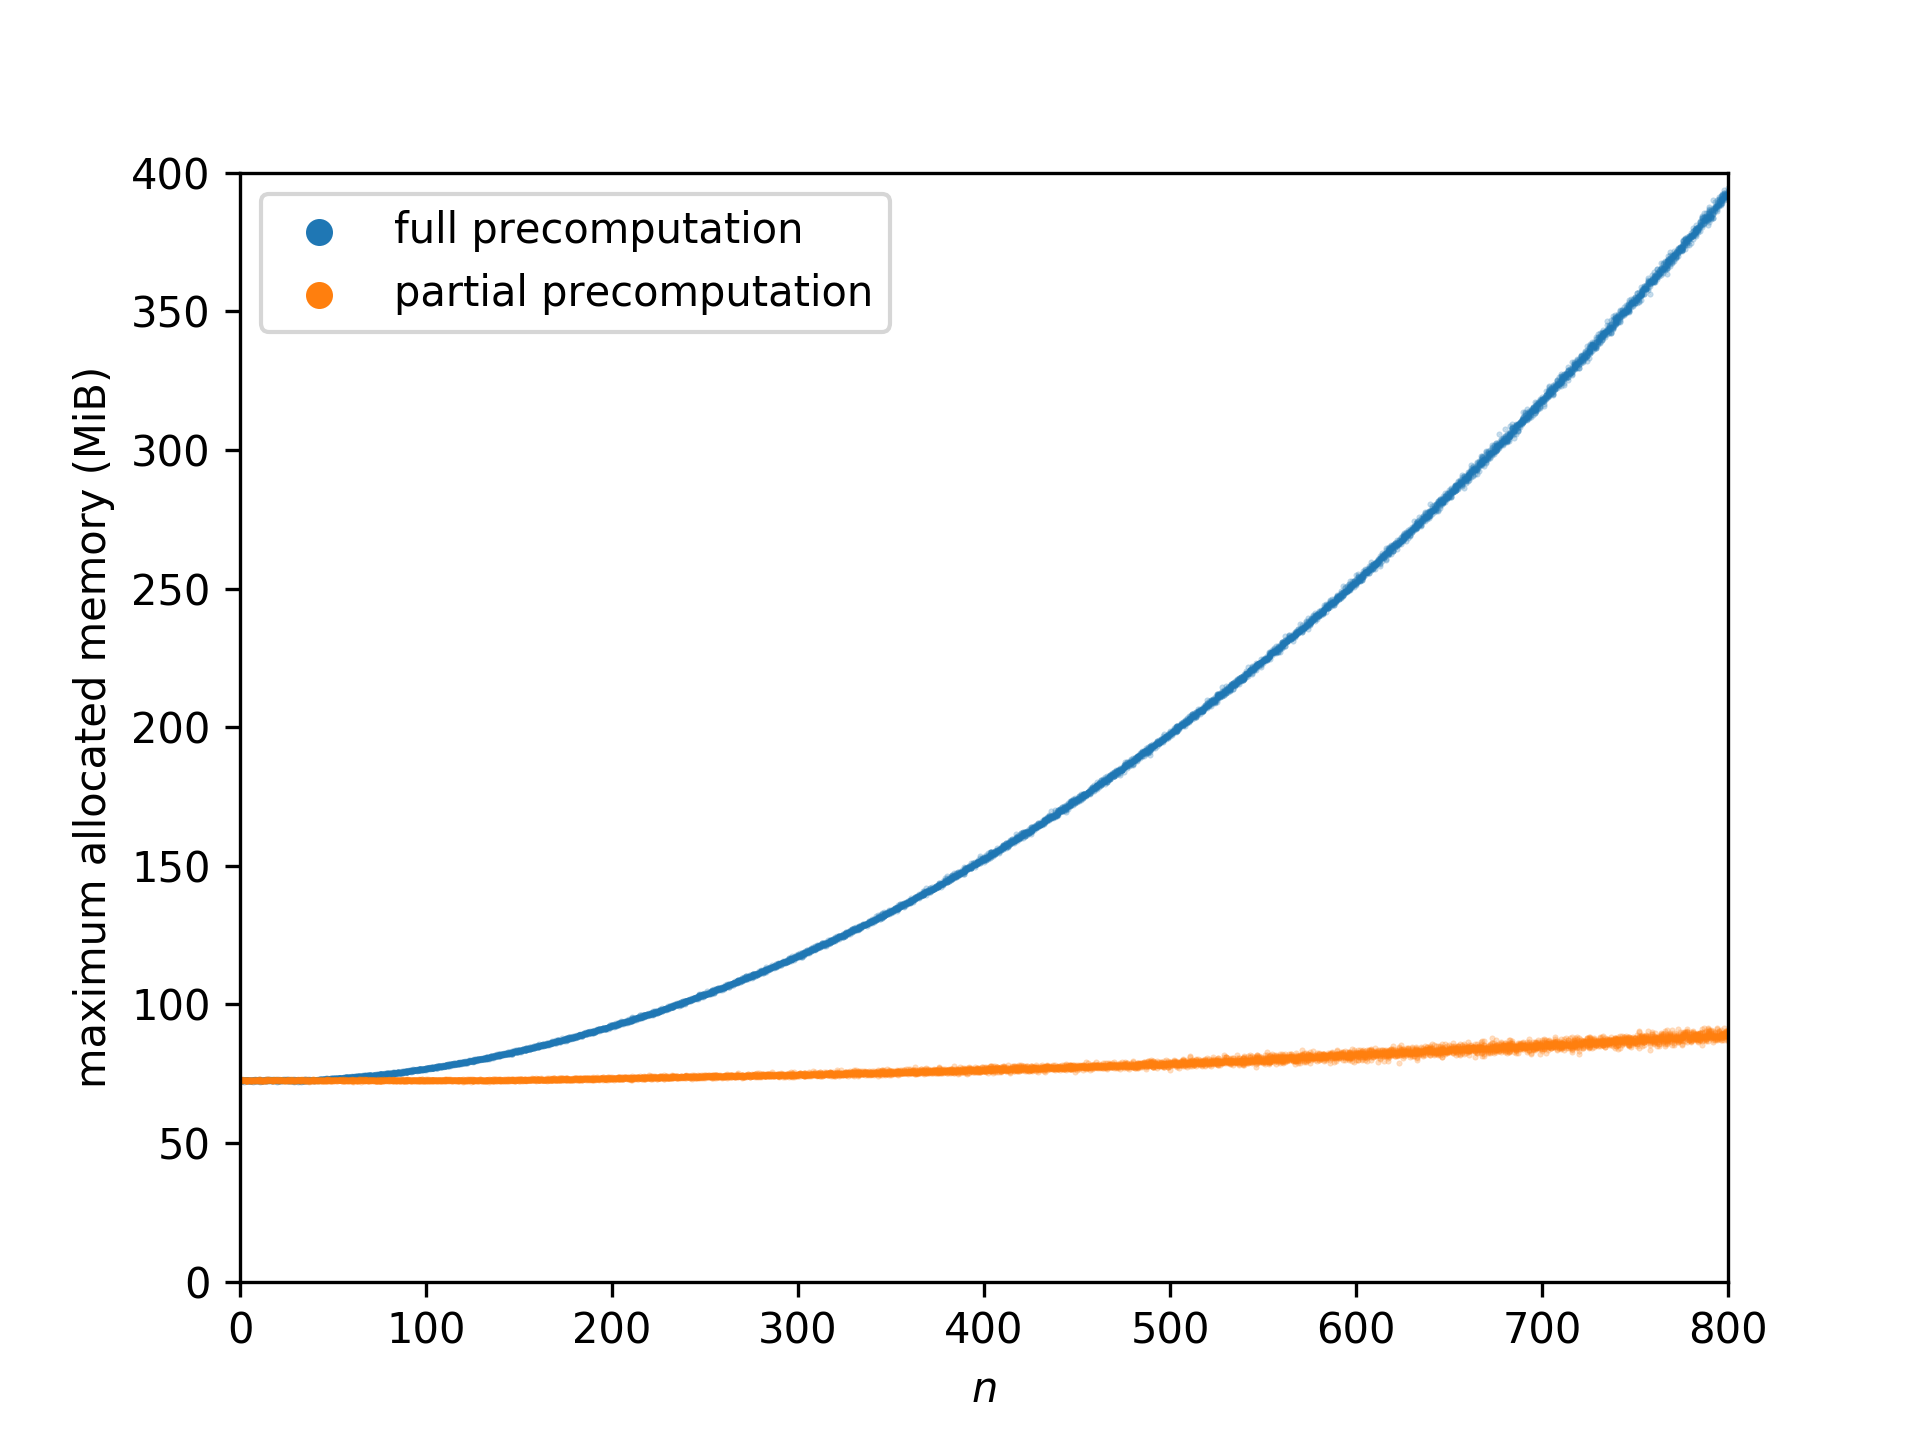 400
350
300
250
200
150
100
50
0
maximum allocated memory (MiB)
full precomputation
partial precomputation
0 100 200 300 400 500 600 700 800
n